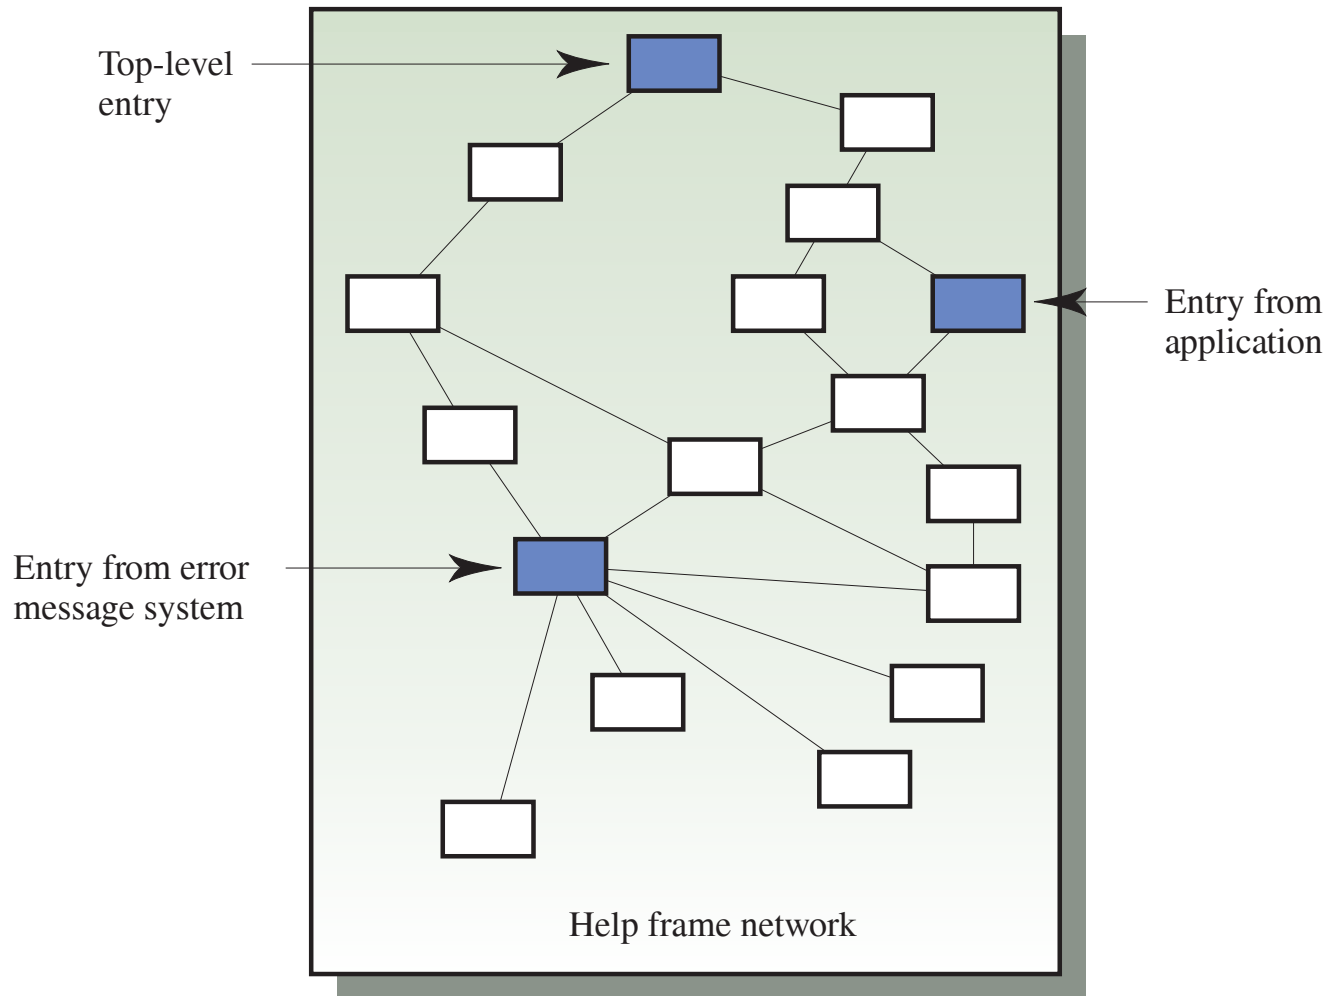 Top-level
entry
Entry from
application
Entry from error
message system
Help frame network